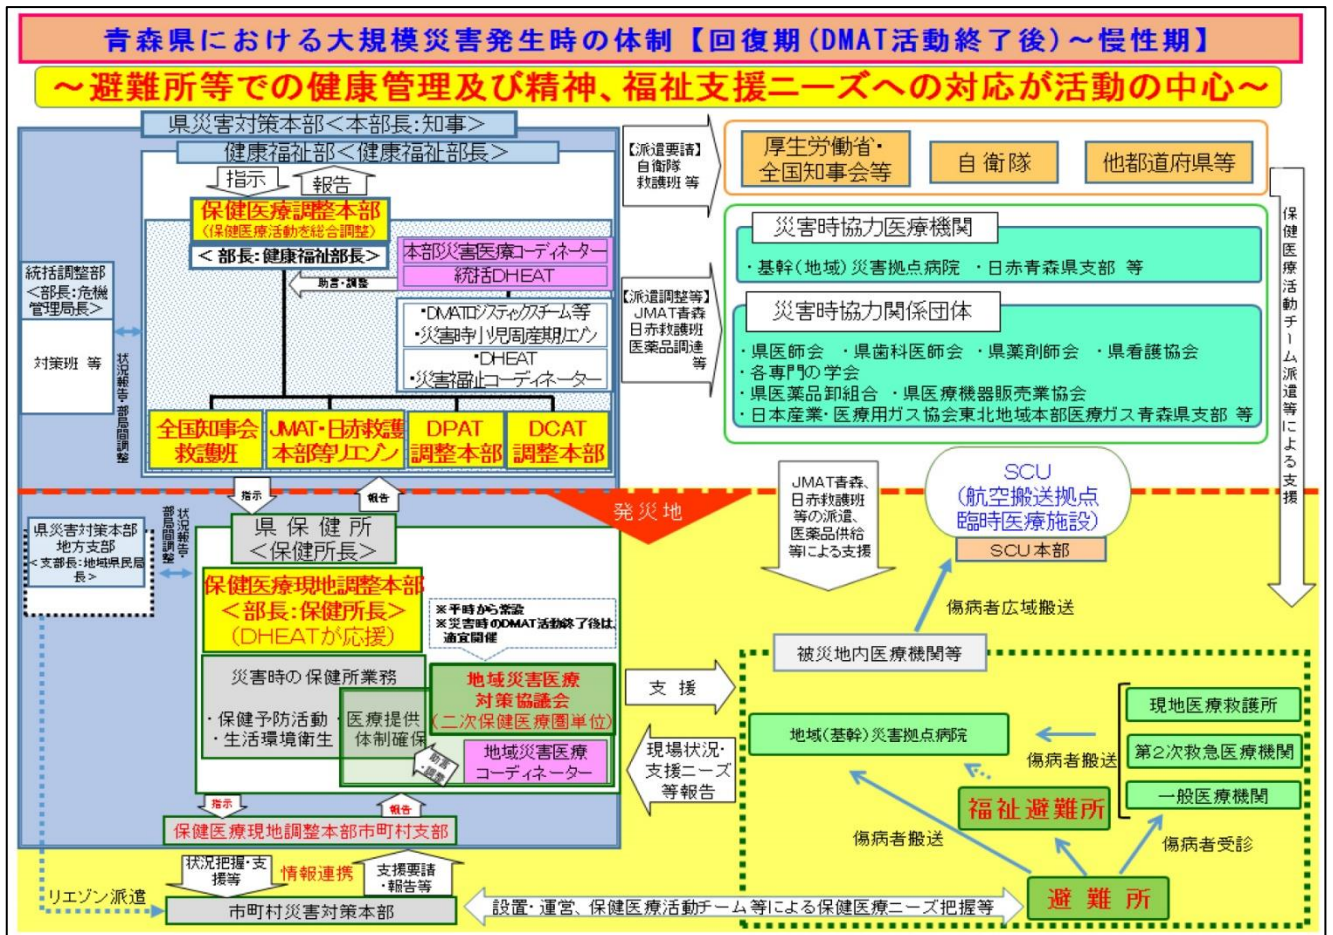 青森県における大規模災害発生時の体制【回復期(DMAT活動終了後)～慢性期】
～避難所等での健康管理及び精神、福祉支援ニーズへの対応が活動の中心～
県災害対策本部<本部長:知事>
健康福祉部<健康福祉部長>
指示
報告
保健医療調整本部
(保健医療活動を総合調整)
<部長:健康福祉部長>
本部災害医療コーディネーター
統括DHEAT
助言・調整
・DMATロジスティックチーム等
・災害時小児周産期リエゾン
・DHEAT
・災害福祉コーディネーター
統括調整部
<部長:危機
管理局長>
対策班 等
状況報告・部局間調整
全国知事会
救護班
JMAT・日赤救護
本部等リエゾン
DPAT
調整本部
DCAT
調整本部
【派遣要請】
自衛隊
救護班 等
厚生労働省・
全国知事会等
自衛隊
他都道府県等
【派遣調整等】
JMAT青森
日赤救護班
医薬品調達
等
災害時協力医療機関
・基幹(地域)災害拠点病院 ・日赤青森県支部 等
災害時協力関係団体
・県医師会 ・県歯科医師会 ・県薬剤師会 ・県看護協会
・各専門の学会
・県医薬品卸組合 ・県医療機器販売業協会
・日本産業・医療用ガス協会東北地域本部医療ガス青森県支部 等
保健医療活動チーム派遣等による支援
指示
報告
発災地
JMAT青森、
日赤救護班
等の派遣、
医薬品供給
等による支援
SCU
(航空搬送拠点
臨時医療施設)
SCU本部
県災害対策本部
地方支部
<支部長:地域県民局
長>
状況報告・
部局間調整
県保健所
<保健所長>
保健医療現地調整本部
<部長:保健所長>
(DHEATが応援)
※平時から常設
※災害時のDMAT活動終了後は、
適宜開催
災害時の保健所業務
・保健予防活動
・生活環境衛生
・医療提供
体制確保
地域災害医療
対策協議会
(二次保健医療圏単位)
地域災害医療
コーディネーター
助言
・調整
支援
現場状況・
支援ニーズ
等報告
傷病者広域搬送
被災地内医療機関等
地域(基幹)災害拠点病院
現地医療救護所
第2次救急医療機関
一般医療機関
傷病者搬送
福祉避難所
傷病者搬送
傷病者受診
避難所
指示
報告
保健医療現地調整本部市町村支部
状況把握・支
援等
情報連携
支援要請
・報告等
リエゾン派遣
市町村災害対策本部
設置・運営、保健医療活動チーム等による保健医療ニーズ把握等